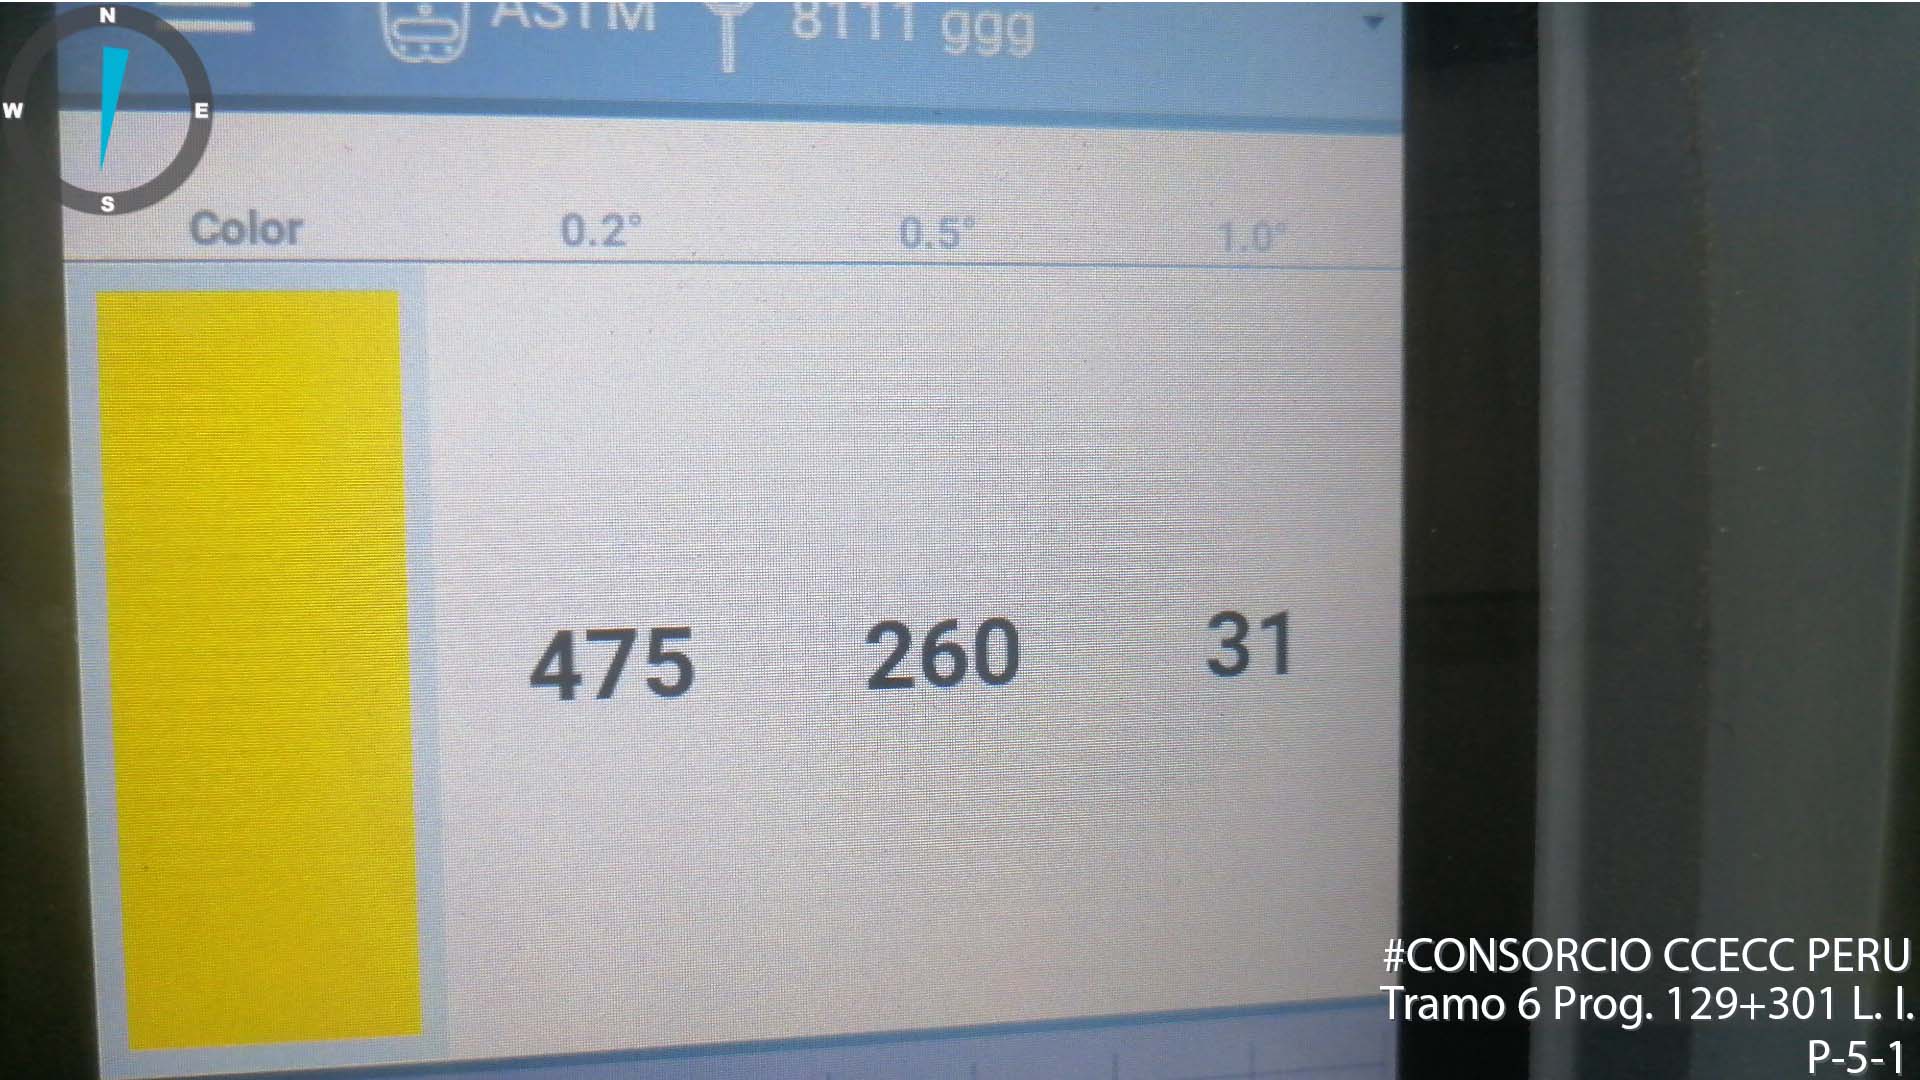 N
W E
S
ASTM 8111 ggg
Color 0.2° 0.5° 1.0°
475 260 31
#CONSORCIO CCECC PERU
Tramo 6 Prog. 129+301 L. I.
P-5-1